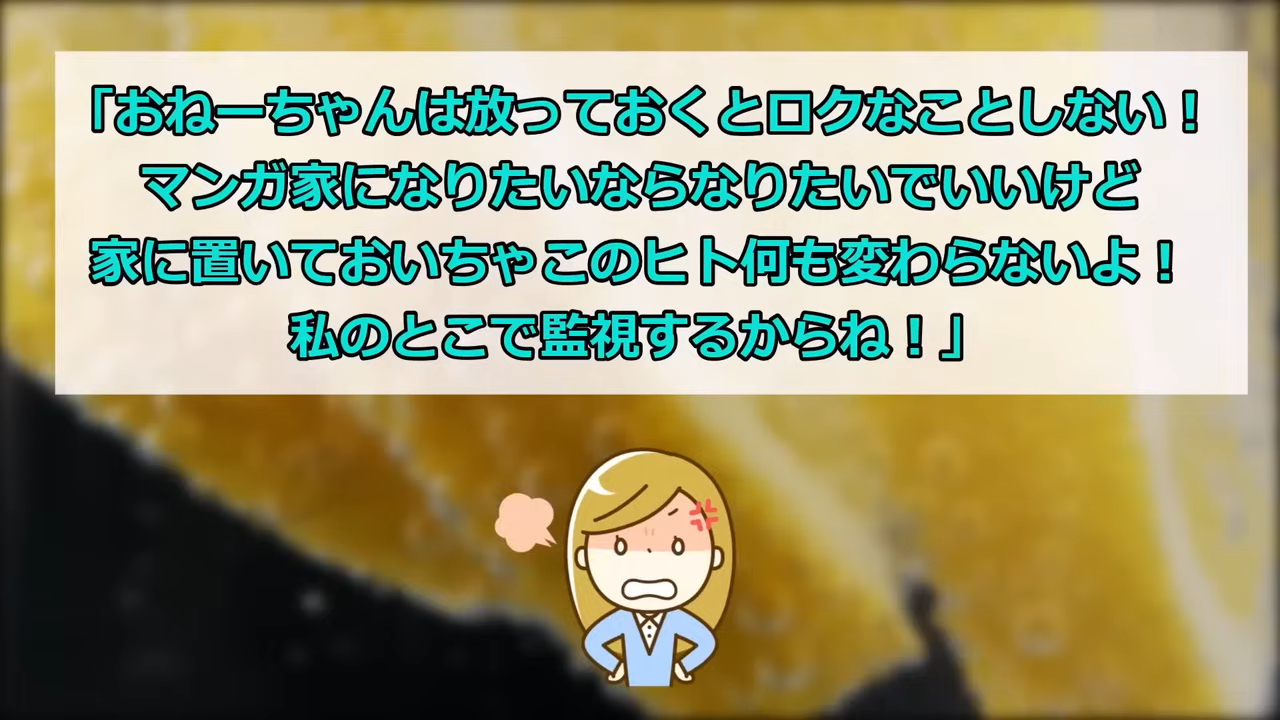 「おねーちゃんは放っておくとロクなことしない！
マンガ家になりたいならなりたいでいいけど
家に置いておいちゃこのヒト何も変わらないよ！
私のとこで監視するからね！」